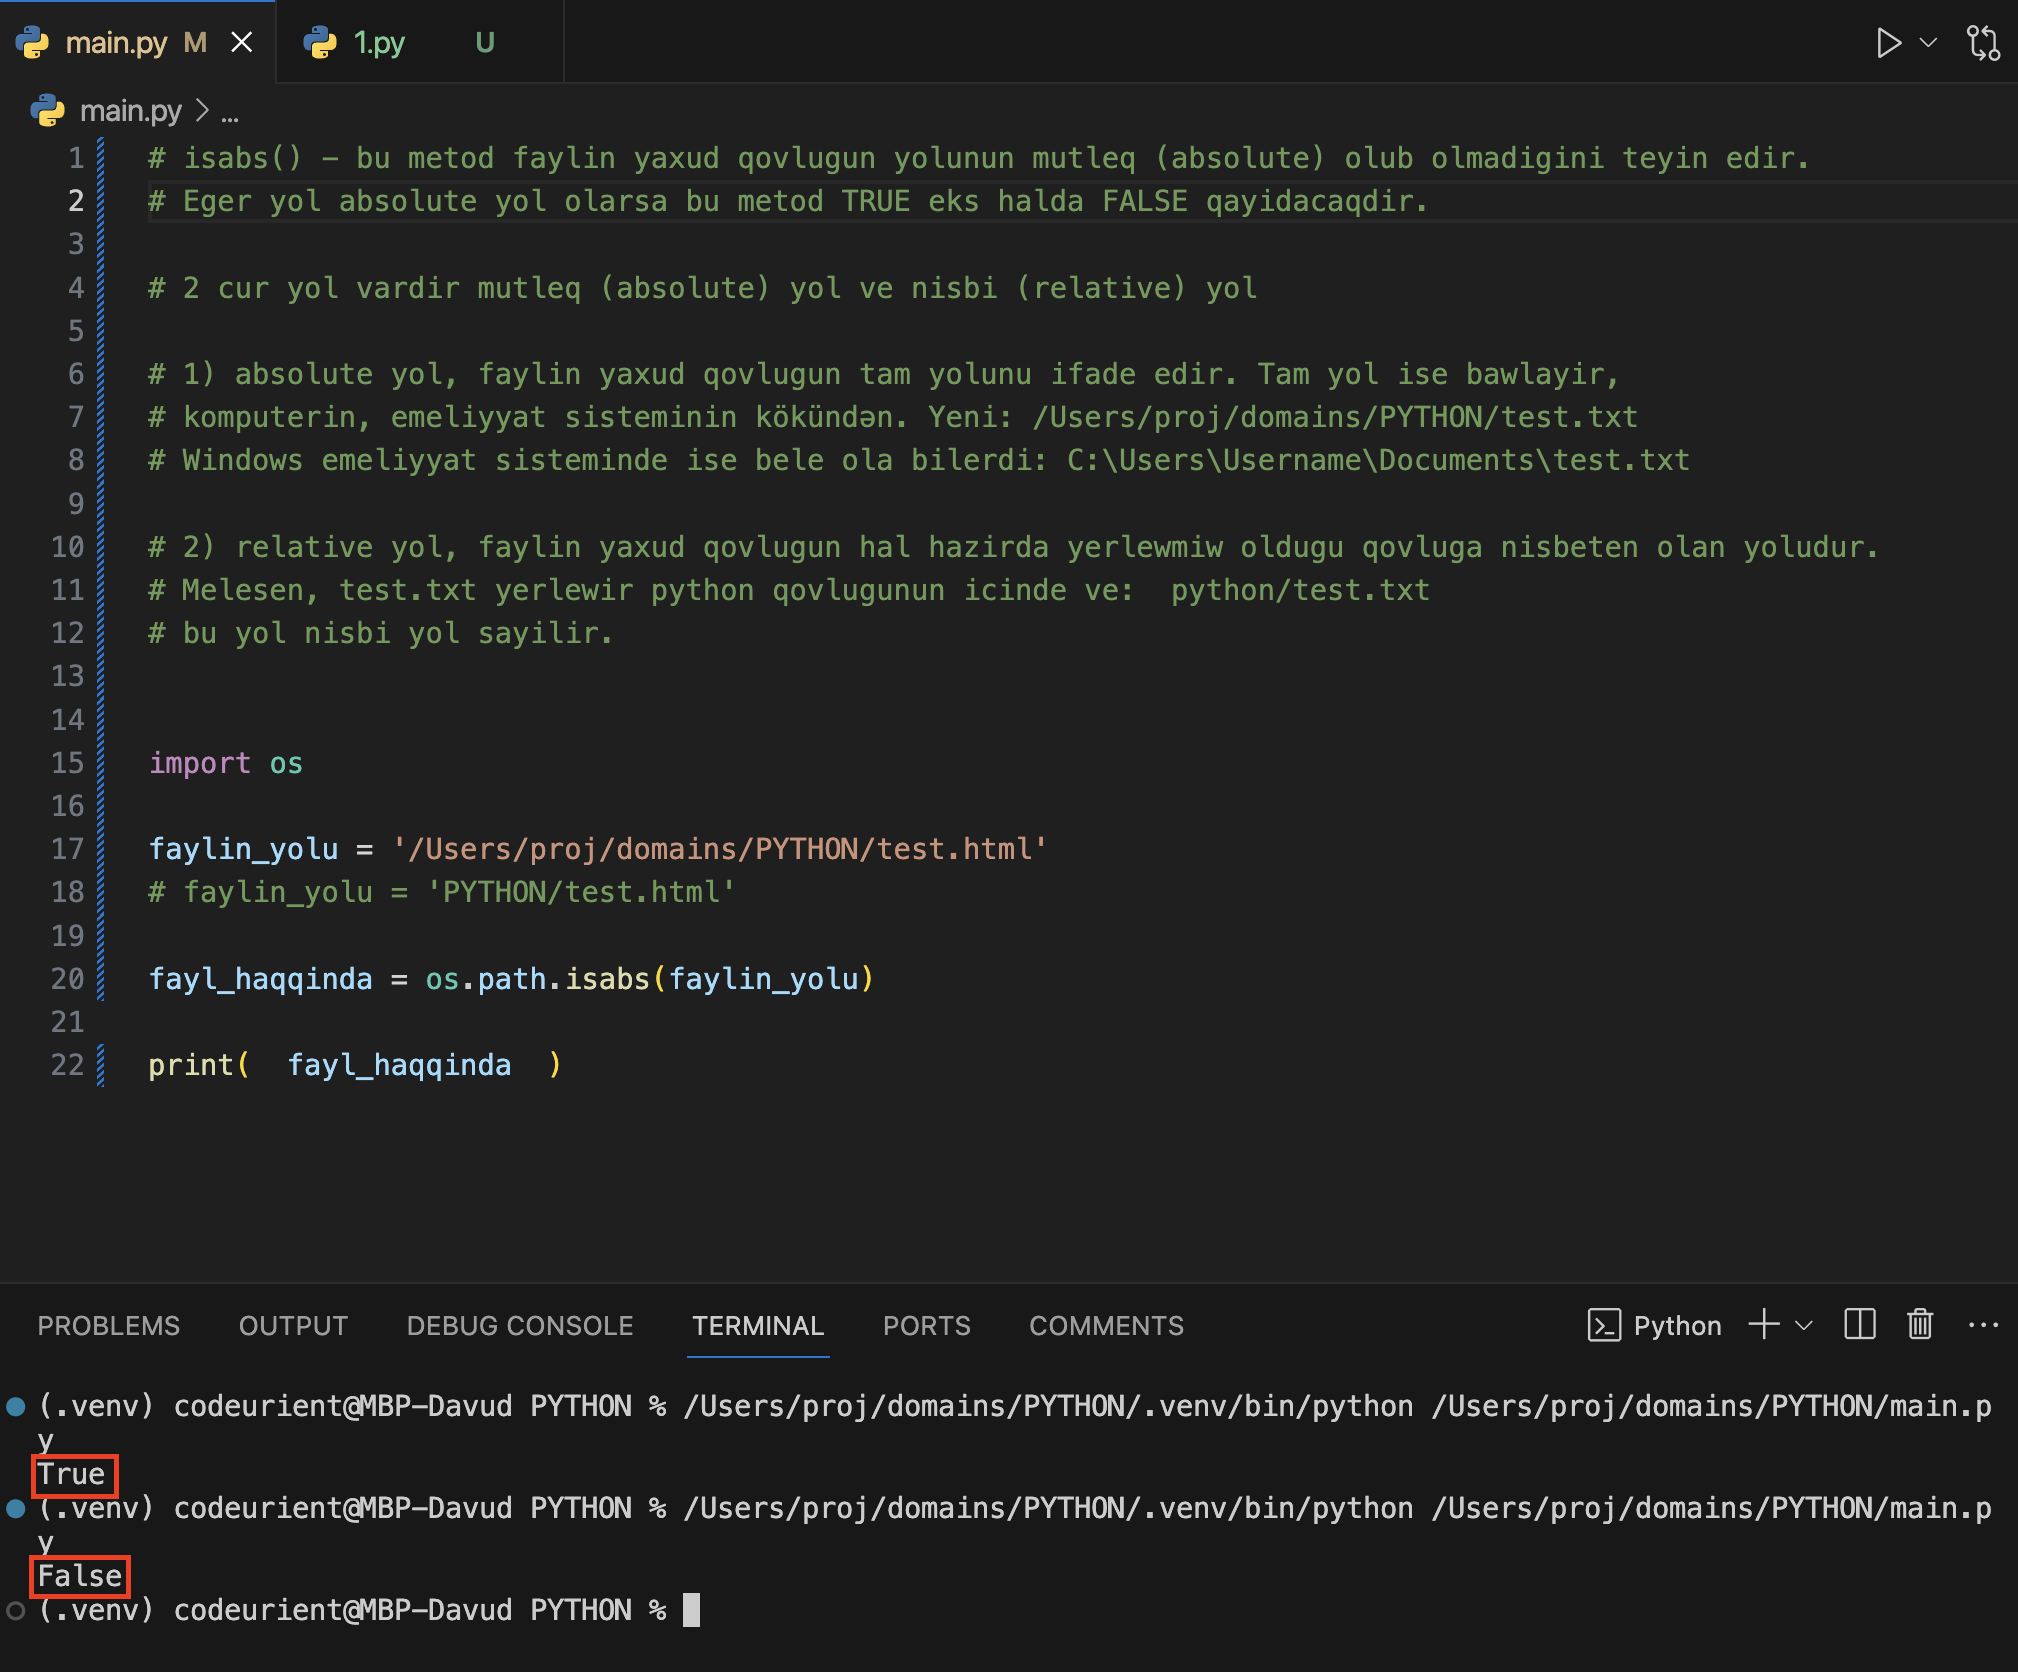 main.py M
1.py U
main.py > ...
1 # isabs() - bu metod faylin yaxud qovlugun yolunun mutleq (absolute) olub olmadigini teyin edir.
2 # Eger yol absolute yol olarsa bu metod TRUE eks halda FALSE qayidacaqdir.
3
4 # 2 cur yol vardir mutleq (absolute) yol ve nisbi (relative) yol
5
6 # 1) absolute yol, faylin yaxud qovlugun tam yolunu ifade edir. Tam yol ise bawlayir,
7 # komputerin, emeliyyat sisteminin kökündən. Yeni: /Users/proj/domains/PYTHON/test.txt
8 # Windows emeliyyat sisteminde ise bele ola bilerdi: C:\Users\Username\Documents\test.txt
9
10 # 2) relative yol, faylin yaxud qovlugun hal hazirda yerlewmiw oldugu qovluga nisbeten olan yoludur.
11 # Melesen, test.txt yerlewir python qovlugunun icinde ve:  python/test.txt
12 # bu yol nisbi yol sayilir.
13
14
15 import os
16
17 faylin_yolu = '/Users/proj/domains/PYTHON/test.html'
18 # faylin_yolu = 'PYTHON/test.html'
19
20 fayl_haqqinda = os.path.isabs(faylin_yolu)
21
22 print(  fayl_haqqinda  )
PROBLEMS OUTPUT DEBUG CONSOLE TERMINAL PORTS COMMENTS Python
(.venv) codeurient@MBP-Davud PYTHON % /Users/proj/domains/PYTHON/.venv/bin/python /Users/proj/domains/PYTHON/main.p
y
True
(.venv) codeurient@MBP-Davud PYTHON % /Users/proj/domains/PYTHON/.venv/bin/python /Users/proj/domains/PYTHON/main.p
y
False
(.venv) codeurient@MBP-Davud PYTHON %